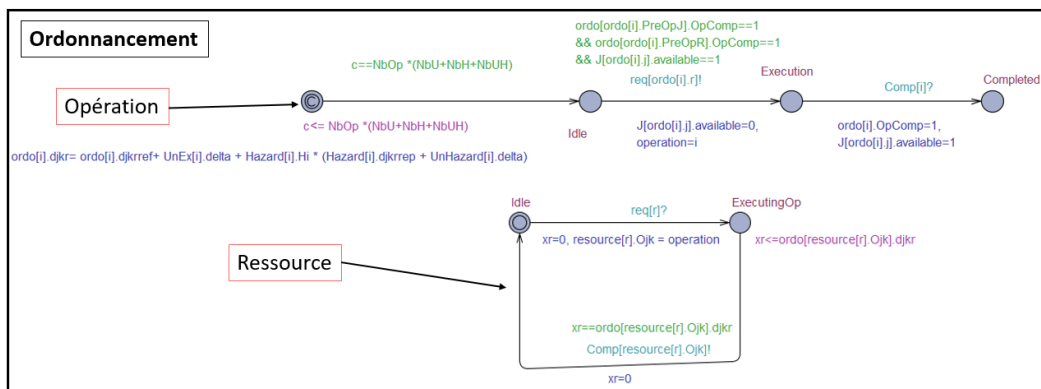 Ordonnancement
ordo[ordo[i].PreOpJ].OpComp==1
&& ordo[ordo[i].PreOpR].OpComp==1
&& J[ordo[i].j].available==1
c==NbOp *(NbU+NbH+NbUH)
req[ordo[i].r]!
Execution
Comp[i]?
Completed
Opération
C
c<= NbOp *(NbU+NbH+NbUH)
Idle
J[ordo[i].j].available=0,
operation=i
ordo[i].OpComp=1,
J[ordo[i].j].available=1
ordo[i].djkr= ordo[i].djkrref+ UnEx[i].delta + Hazard[i].Hi * (Hazard[i].djkrrep + UnHazard[i].delta)
Idle
req[r]?
ExecutingOp
xr=0, resource[r].Ojk = operation
xr<=ordo[resource[r].Ojk].djkr
Ressource
xr==ordo[resource[r].Ojk].djkr
Comp[resource[r].Ojk]!
xr=0